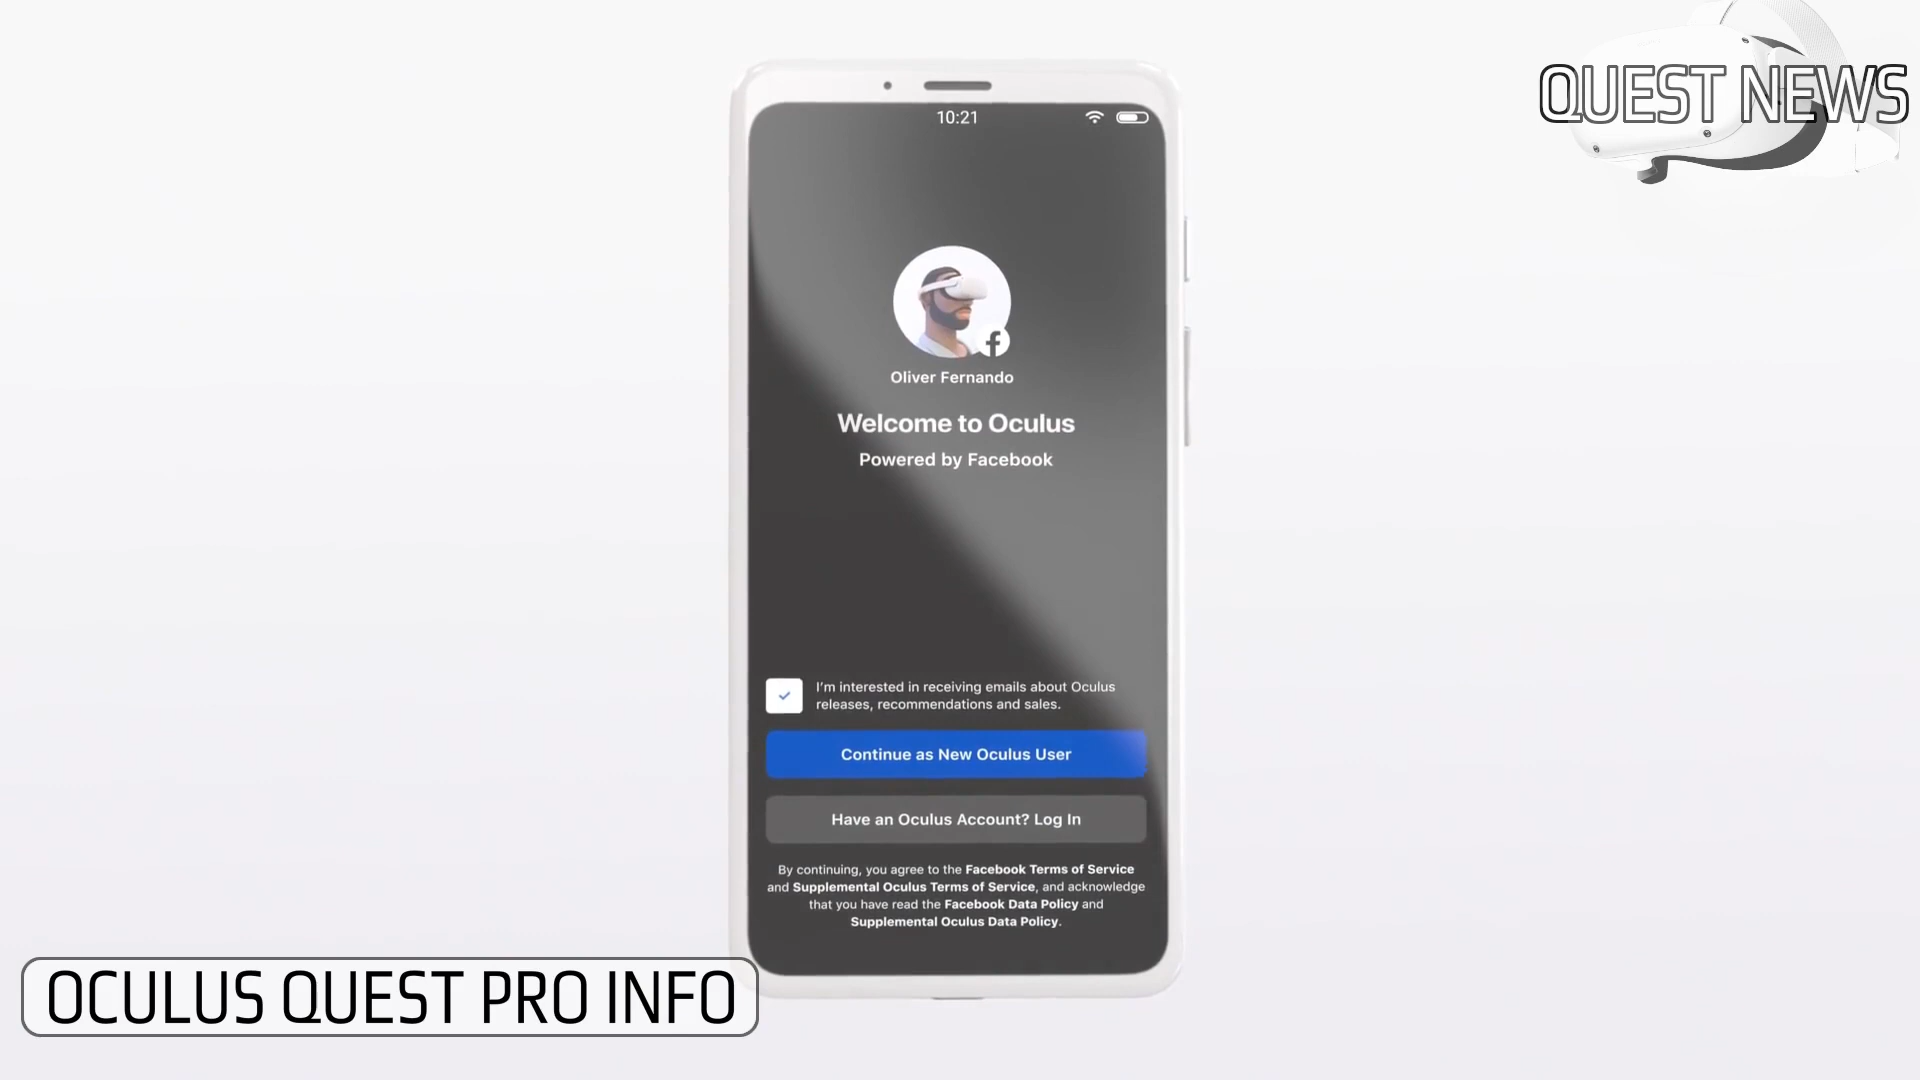 QUEST NEWS
10:21
Oliver Fernando
Welcome to Oculus
Powered by Facebook
I'm interested in receiving emails about Oculus
releases, recommendations and sales.
Continue as New Oculus User
Have an Oculus Account? Log In
By continuing, you agree to the Facebook Terms of Service
and Supplemental Oculus Terms of Service, and acknowledge
that you have read the Facebook Data Policy and
Supplemental Oculus Data Policy.
OCULUS QUEST PRO INFO